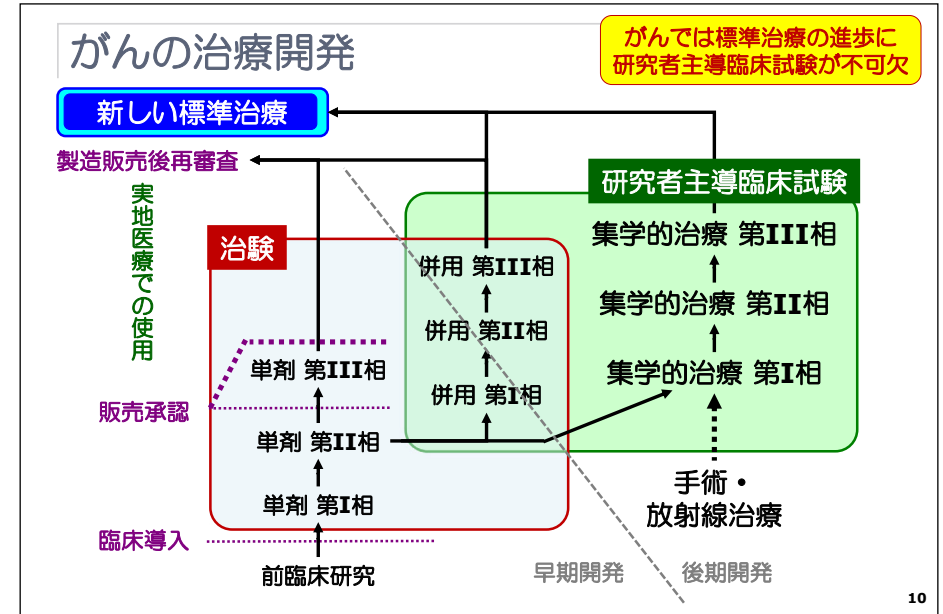 がんの治療開発
がんでは標準治療の進歩に
研究者主導臨床試験が不可欠
新しい標準治療
製造販売後再審査
実地医療での使用
研究者主導臨床試験
治験
集学的治療 第III相
集学的治療 第II相
集学的治療 第I相
併用 第III相
併用 第II相
併用 第I相
単剤 第III相
販売承認
単剤 第II相
単剤 第I相
手術・
放射線治療
臨床導入
前臨床研究
早期開発
後期開発
10